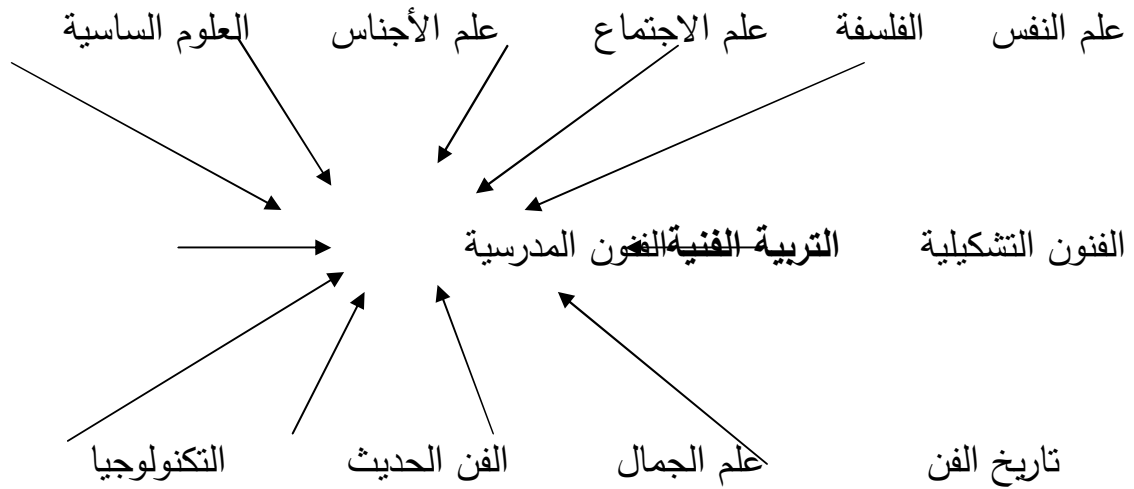 علم النفس الفلسفة علم الاجتماع علم الأجناس العلوم الساسية
الفنون التشكيلية التربية الفنية الفنون المدرسية
تاريخ الفن علم الجمال الفن الحديث التكنولوجيا